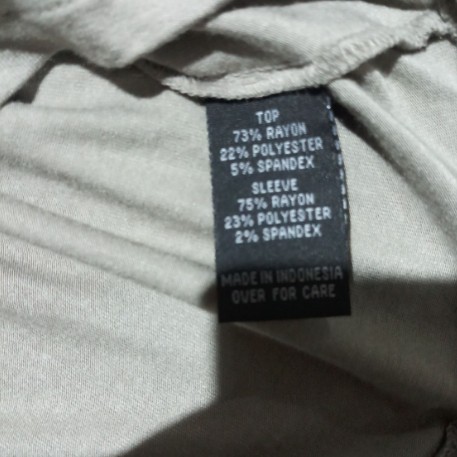 TOP
73% RAYON
22% POLYESTER
5% SPANDEX
SLEEVE
75% RAYON
23% POLYESTER
2% SPANDEX
MADE IN INDONESIA
OVER FOR CARE